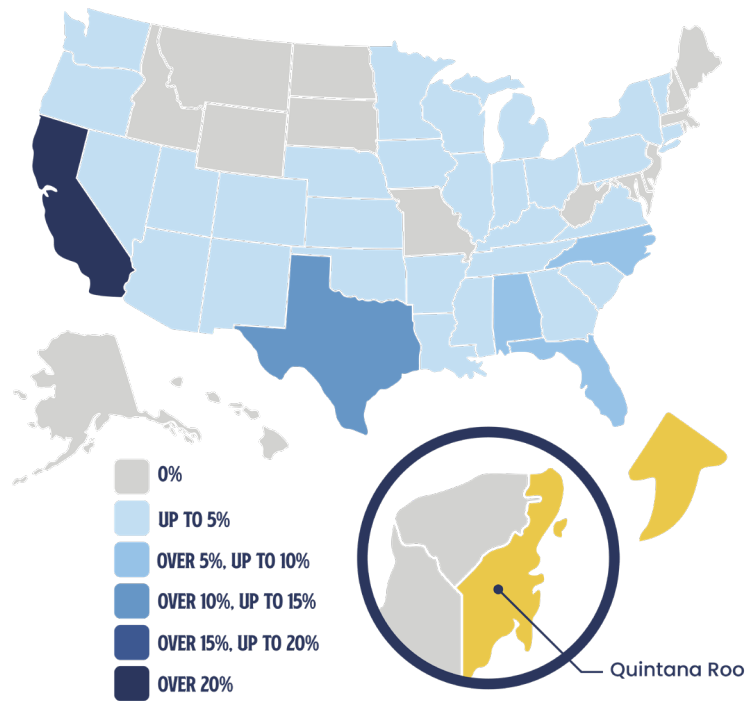 0%
UP TO 5%
OVER 5%, UP TO 10%
OVER 10%, UP TO 15%
OVER 15%, UP TO 20%
OVER 20%
Quintana Roo